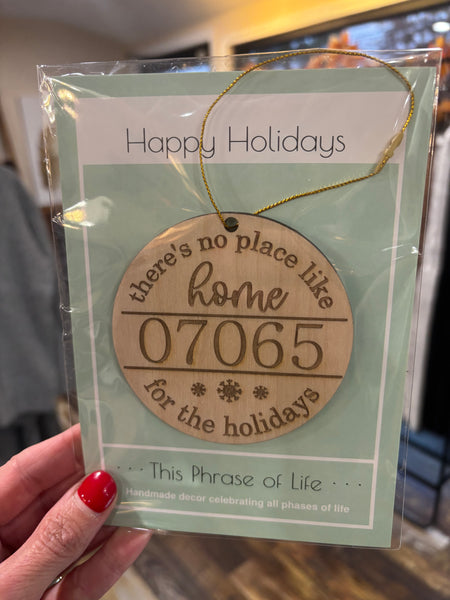 Happy Holidays
there's no place like
home
07065
for the holidays
··· This Phrase of Life ···
Handmade decor celebrating all phases of life